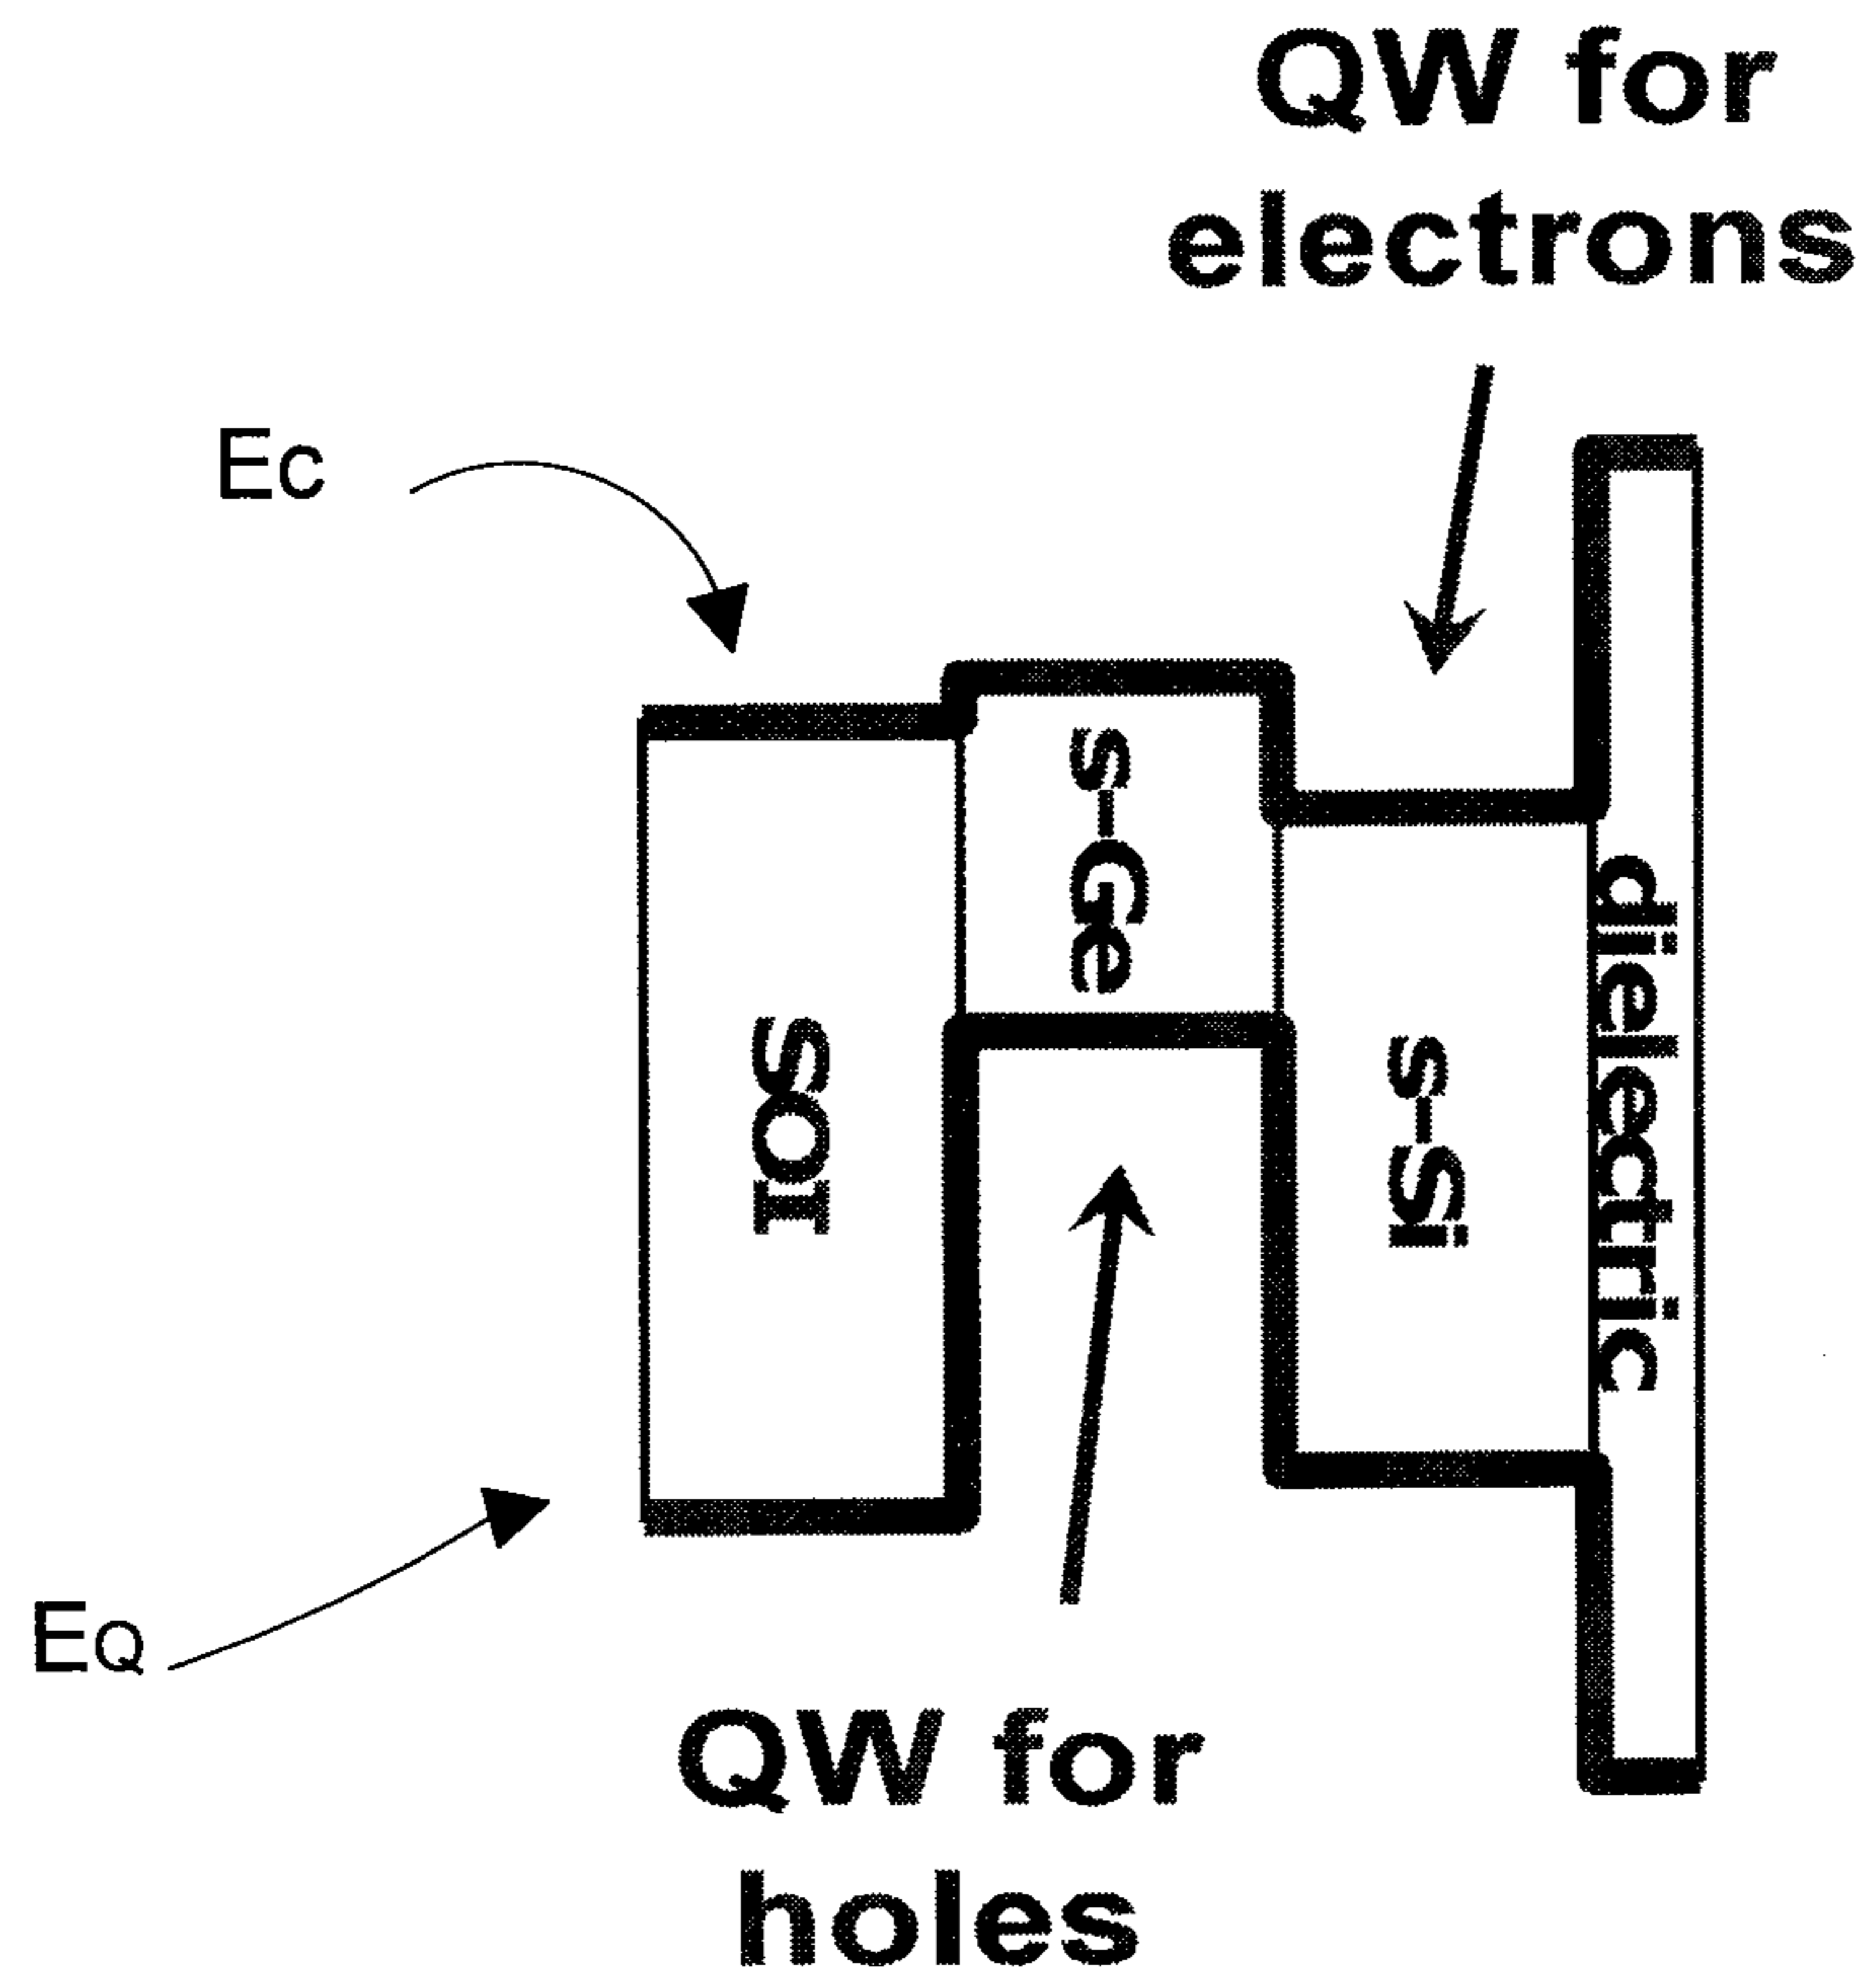 QW for
electrons
EC
s-Ge
SOI
s-Si
dielectric
EQ
QW for
holes